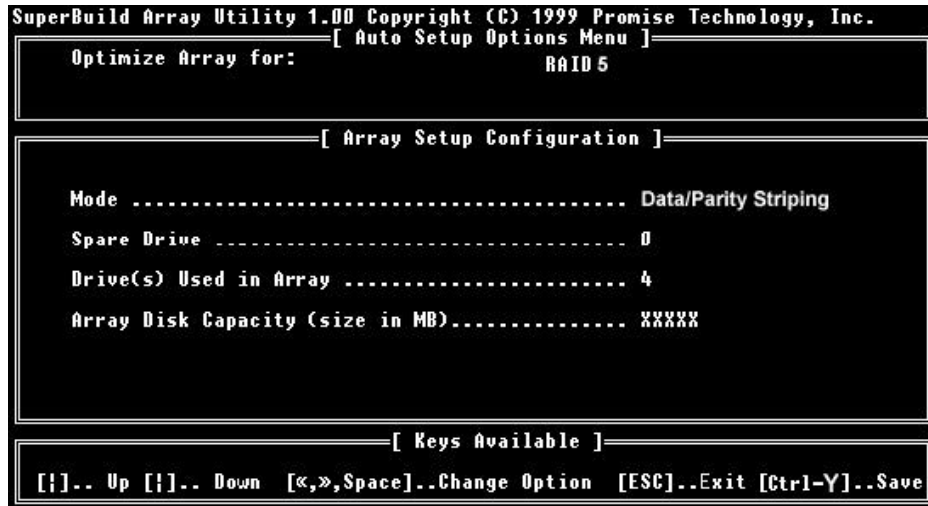 SuperBuild Array Utility 1.00 Copyright (C) 1999 Promise Technology, Inc.
[ Auto Setup Options Menu ]
Optimize Array for: RAID 5
[ Array Setup Configuration ]
Mode ......................................... Data/Parity Striping
Spare Drive .................................. 0
Drive(s) Used in Array ....................... 4
Array Disk Capacity (size in MB)............... XXXXX
[ Keys Available ]
[¦].. Up [¦].. Down [«,»,Space]..Change Option [ESC]..Exit [Ctrl-Y]..Save